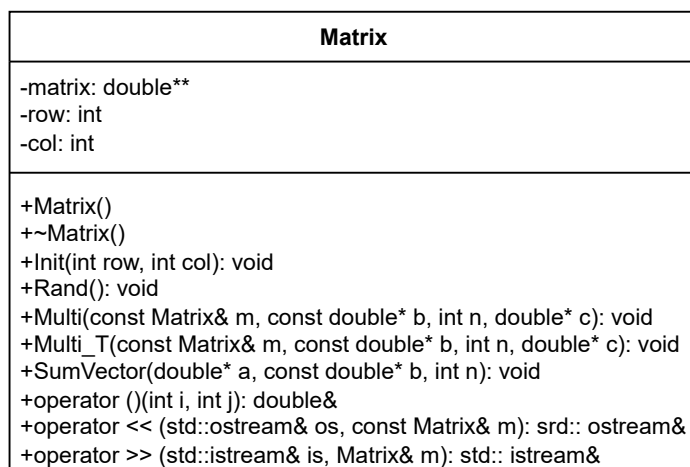 Matrix
-matrix: double**
-row: int
-col: int
+Matrix()
+~Matrix()
+Init(int row, int col): void
+Rand(): void
+Multi(const Matrix& m, const double* b, int n, double* c): void
+Multi_T(const Matrix& m, const double* b, int n, double* c): void
+SumVector(double* a, const double* b, int n): void
+operator ()(int i, int j): double&
+operator << (std::ostream& os, const Matrix& m): srd:: ostream&
+operator >> (std::istream& is, Matrix& m): std:: istream&